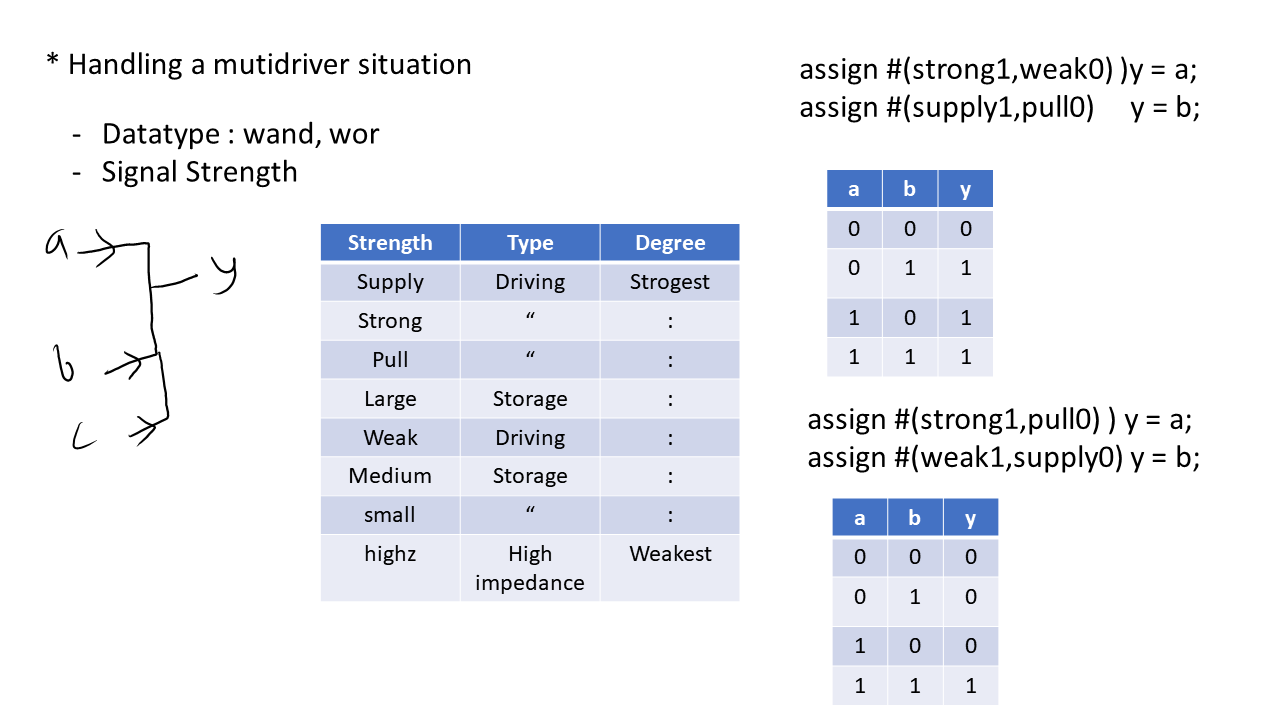 * Handling a mutidriver situation
- Datatype : wand, wor
- Signal Strength
a
y
b
c
Strength Type Degree
Supply Driving Strogest
Strong “ :
Pull “ :
Large Storage :
Weak Driving :
Medium Storage :
small “ :
highz High Weakest
impedance
assign #(strong1,weak0) )y = a;
assign #(supply1,pull0) y = b;
a b y
0 0 0
0 1 1
1 0 1
1 1 1
assign #(strong1,pull0) ) y = a;
assign #(weak1,supply0) y = b;
a b y
0 0 0
0 1 0
1 0 0
1 1 1